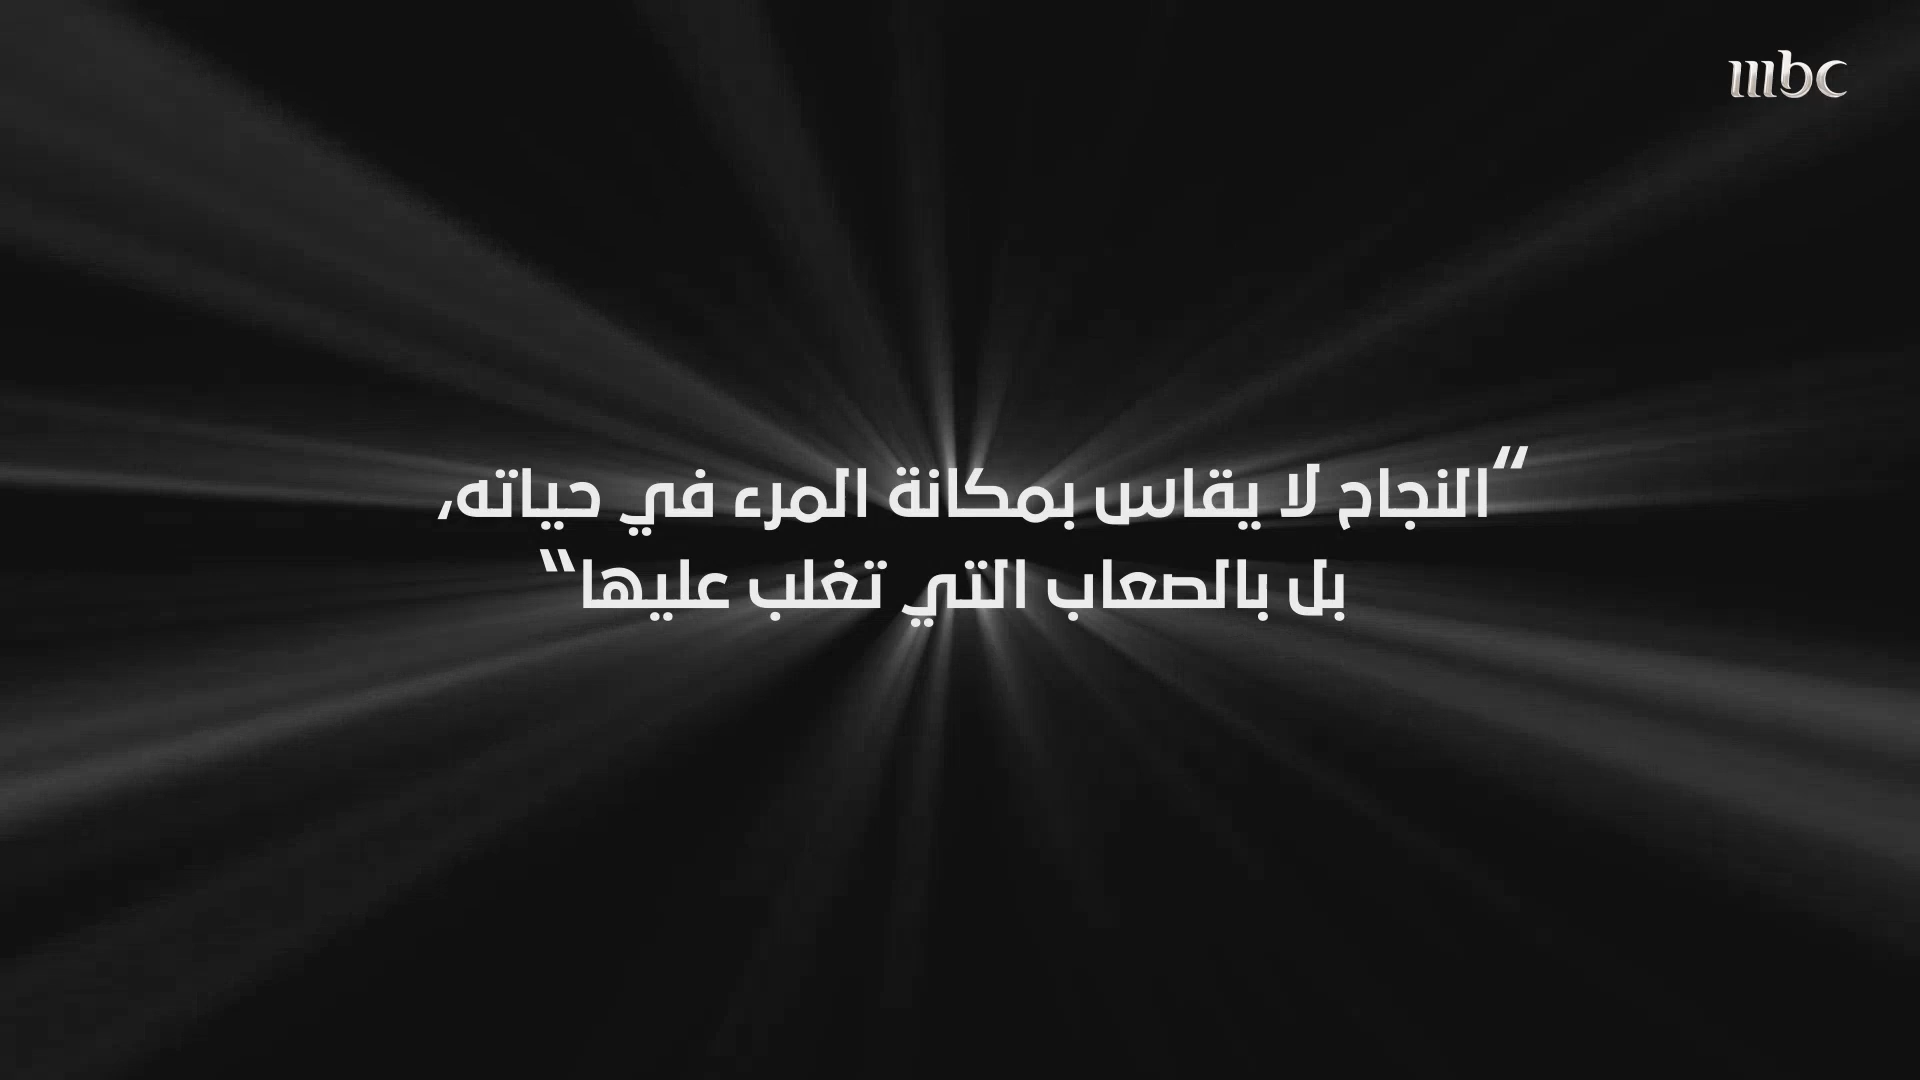 mbc
“النجاح لا يقاس بمكانة المرء في حياته،
بل بالصعاب التي تغلب عليها“